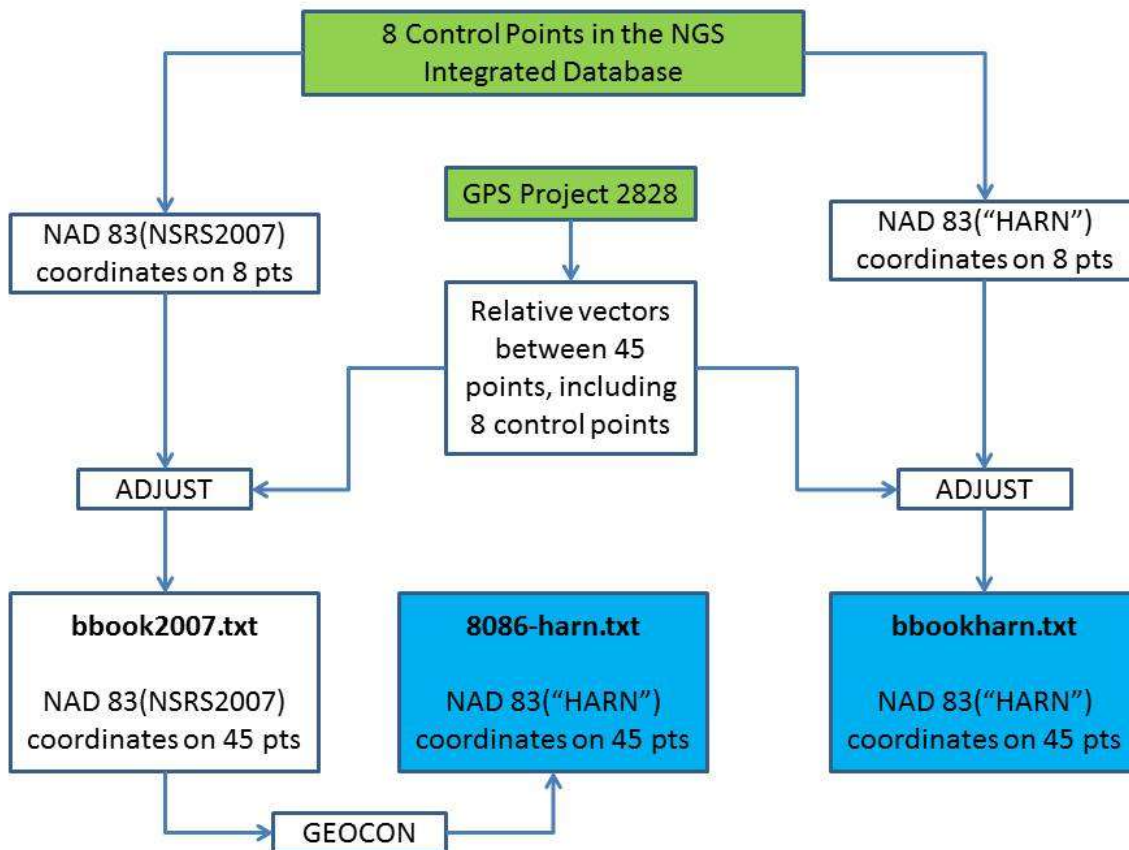 8 Control Points in the NGS
Integrated Database
GPS Project 2828
NAD 83(NSRS2007)
coordinates on 8 pts
NAD 83(“HARN”)
coordinates on 8 pts
Relative vectors
between 45
points, including
8 control points
ADJUST
ADJUST
bbook2007.txt
NAD 83(NSRS2007)
coordinates on 45 pts
8086-harn.txt
NAD 83(“HARN”)
coordinates on 45 pts
bbookharn.txt
NAD 83(“HARN”)
coordinates on 45 pts
GEOCON